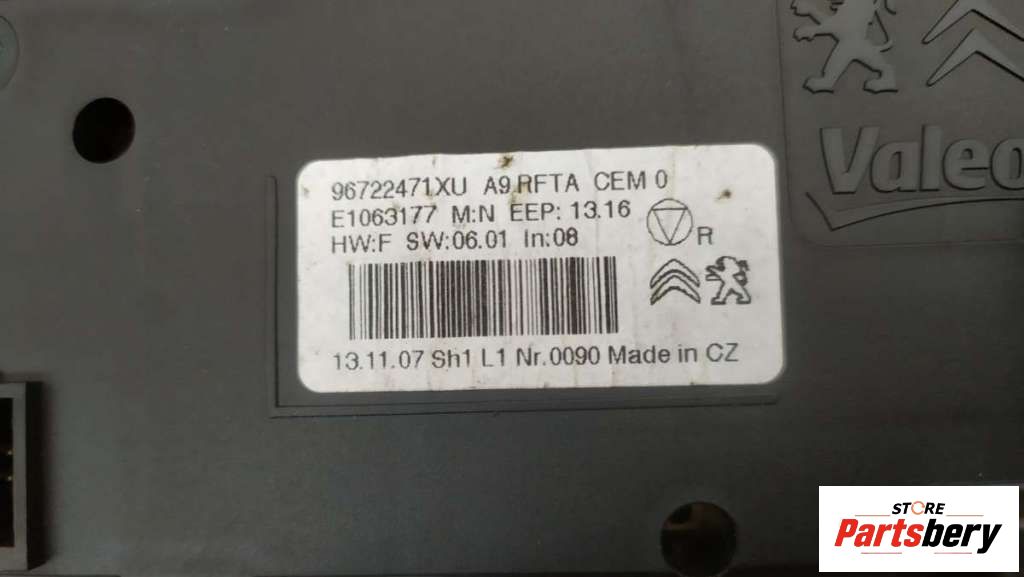 Valeo
96722471XU A9 RFTA CEM 0
E1063177 M:N EEP: 13.16
HW:F SW:06.01 In:08
R
13.11.07 Sh1 L1 Nr.0090 Made in CZ
STORE
Partsbery